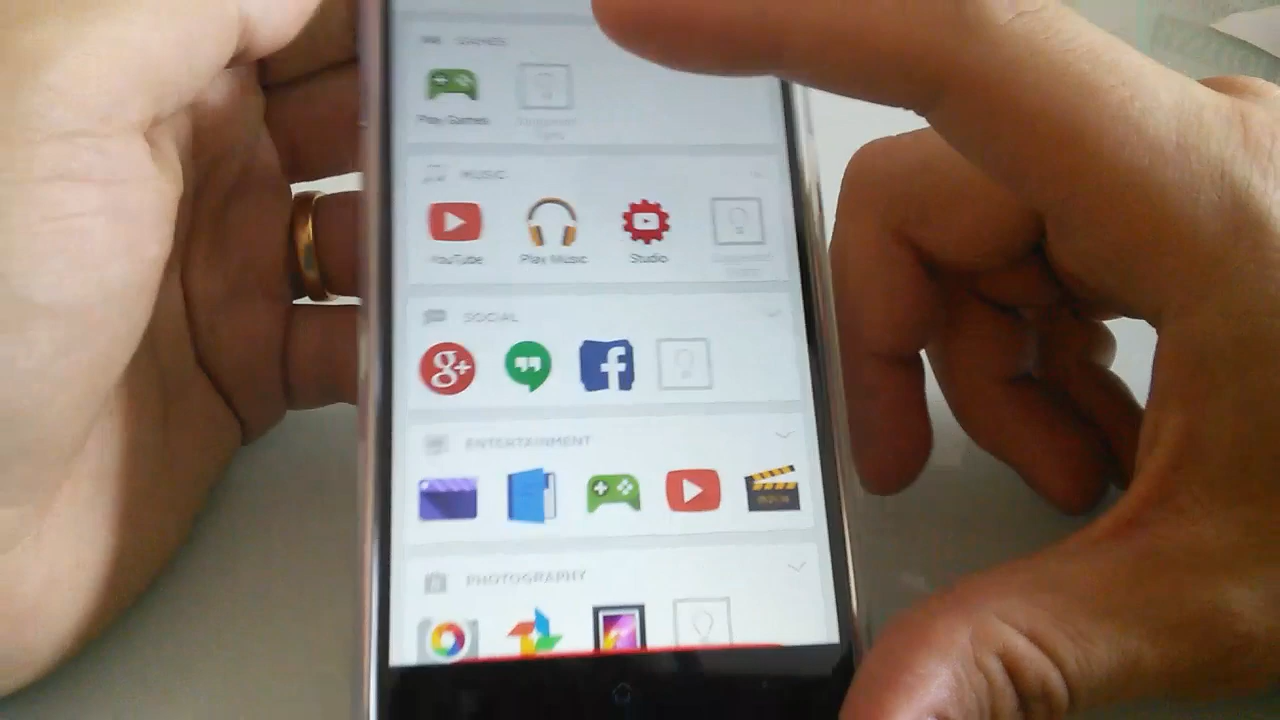 GAMES
Play Games
MUSIC
YouTube
Play Music
Studio
SOCIAL
g+
f
ENTERTAINMENT
PHOTOGRAPHY